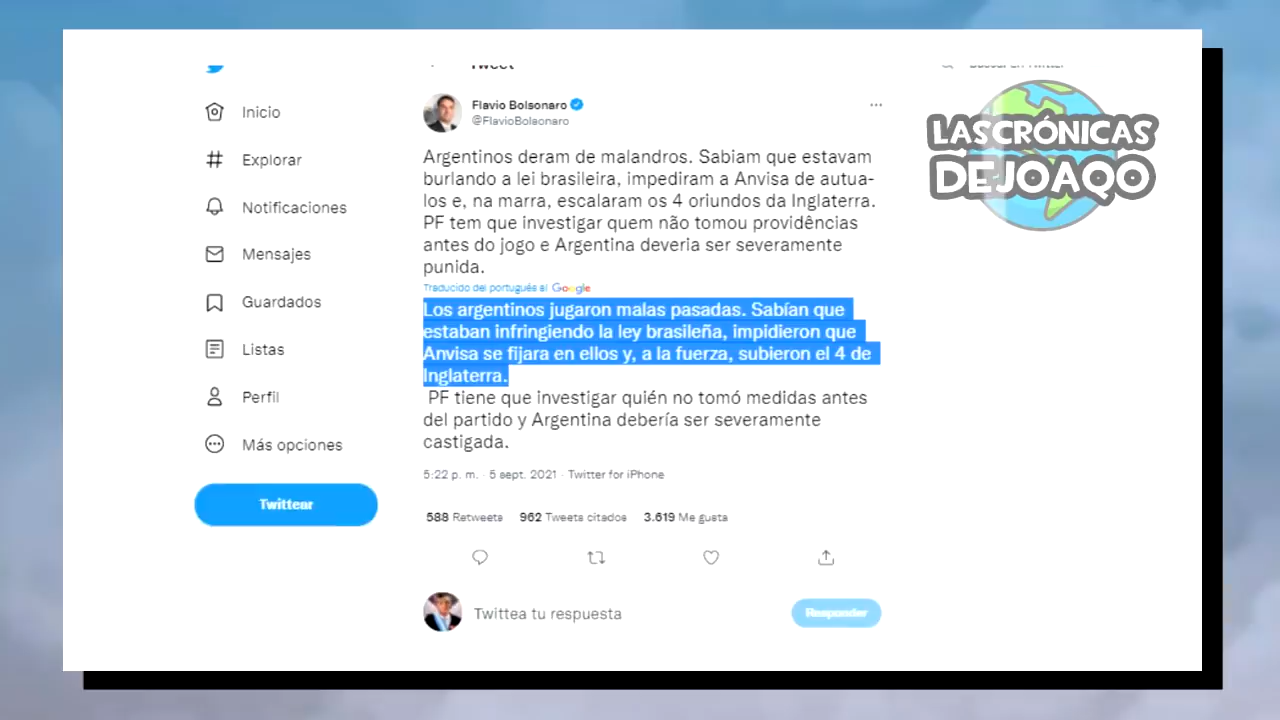 Tweet
Inicio
Explorar
Notificaciones
Mensajes
Guardados
Listas
Perfil
Más opciones
Twittear
Flavio Bolsonaro
@FlavioBolsonaro
Argentinos deram de malandros. Sabiam que estavam
burlando a lei brasileira, impediram a Anvisa de autua-
los e, na marra, escalaram os 4 oriundos da Inglaterra.
PF tem que investigar quem não tomou providências
antes do jogo e Argentina deveria ser severamente
punida.
Traducido del portugués al Google
Los argentinos jugaron malas pasadas. Sabían que
estaban infringiendo la ley brasileña, impidieron que
Anvisa se fijara en ellos y, a la fuerza, subieron el 4 de
Inglaterra.
PF tiene que investigar quién no tomó medidas antes
del partido y Argentina debería ser severamente
castigada.
5:22 p. m. · 5 sept. 2021 · Twitter for iPhone
588 Retweets 962 Tweets citados 3.619 Me gusta
Twittea tu respuesta
Responder
LAS CRÓNICAS
DE JOAQO